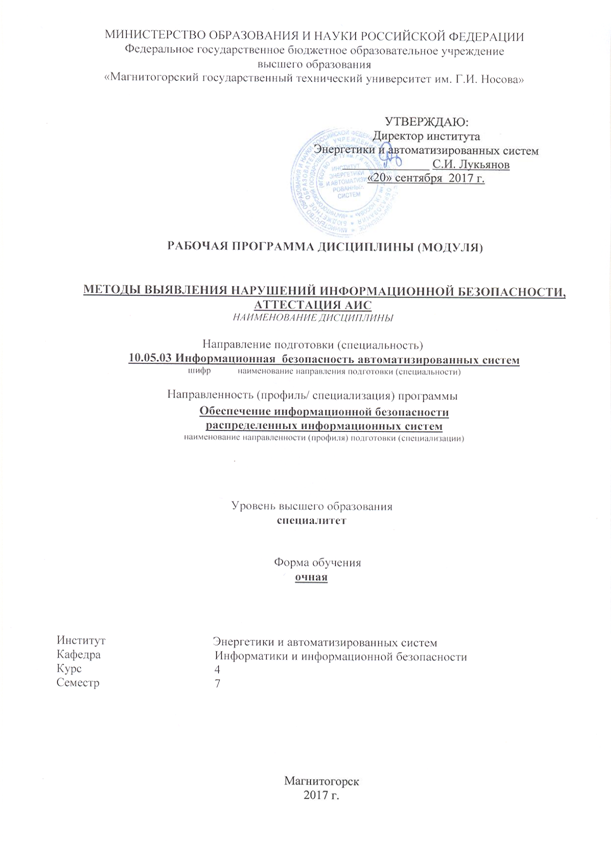 МИНИСТЕРСТВО ОБРАЗОВАНИЯ И НАУКИ РОССИЙСКОЙ ФЕДЕРАЦИИ
Федеральное государственное бюджетное образовательное учреждение
высшего образования
«Магнитогорский государственный технический университет им. Г.И. Носова»
УТВЕРЖДАЮ:
Директор института
Энергетики и автоматизированных систем
С.И. Лукьянов
«20» сентября 2017 г.
РАБОЧАЯ ПРОГРАММА ДИСЦИПЛИНЫ (МОДУЛЯ)
МЕТОДЫ ВЫЯВЛЕНИЯ НАРУШЕНИЙ ИНФОРМАЦИОННОЙ БЕЗОПАСНОСТИ,
АТТЕСТАЦИЯ АИС
НАИМЕНОВАНИЕ ДИСЦИПЛИНЫ
Направление подготовки (специальность)
10.05.03 Информационная безопасность автоматизированных систем
шифр наименование направления подготовки (специальности)
Направленность (профиль/ специализация) программы
Обеспечение информационной безопасности
распределенных информационных систем
наименование направленности (профиля) подготовки (специализации)
Уровень высшего образования
специалитет
Форма обучения
очная
Институт Энергетики и автоматизированных систем
Кафедра Информатики и информационной безопасности
Курс 4
Семестр 7
Магнитогорск
2017 г.